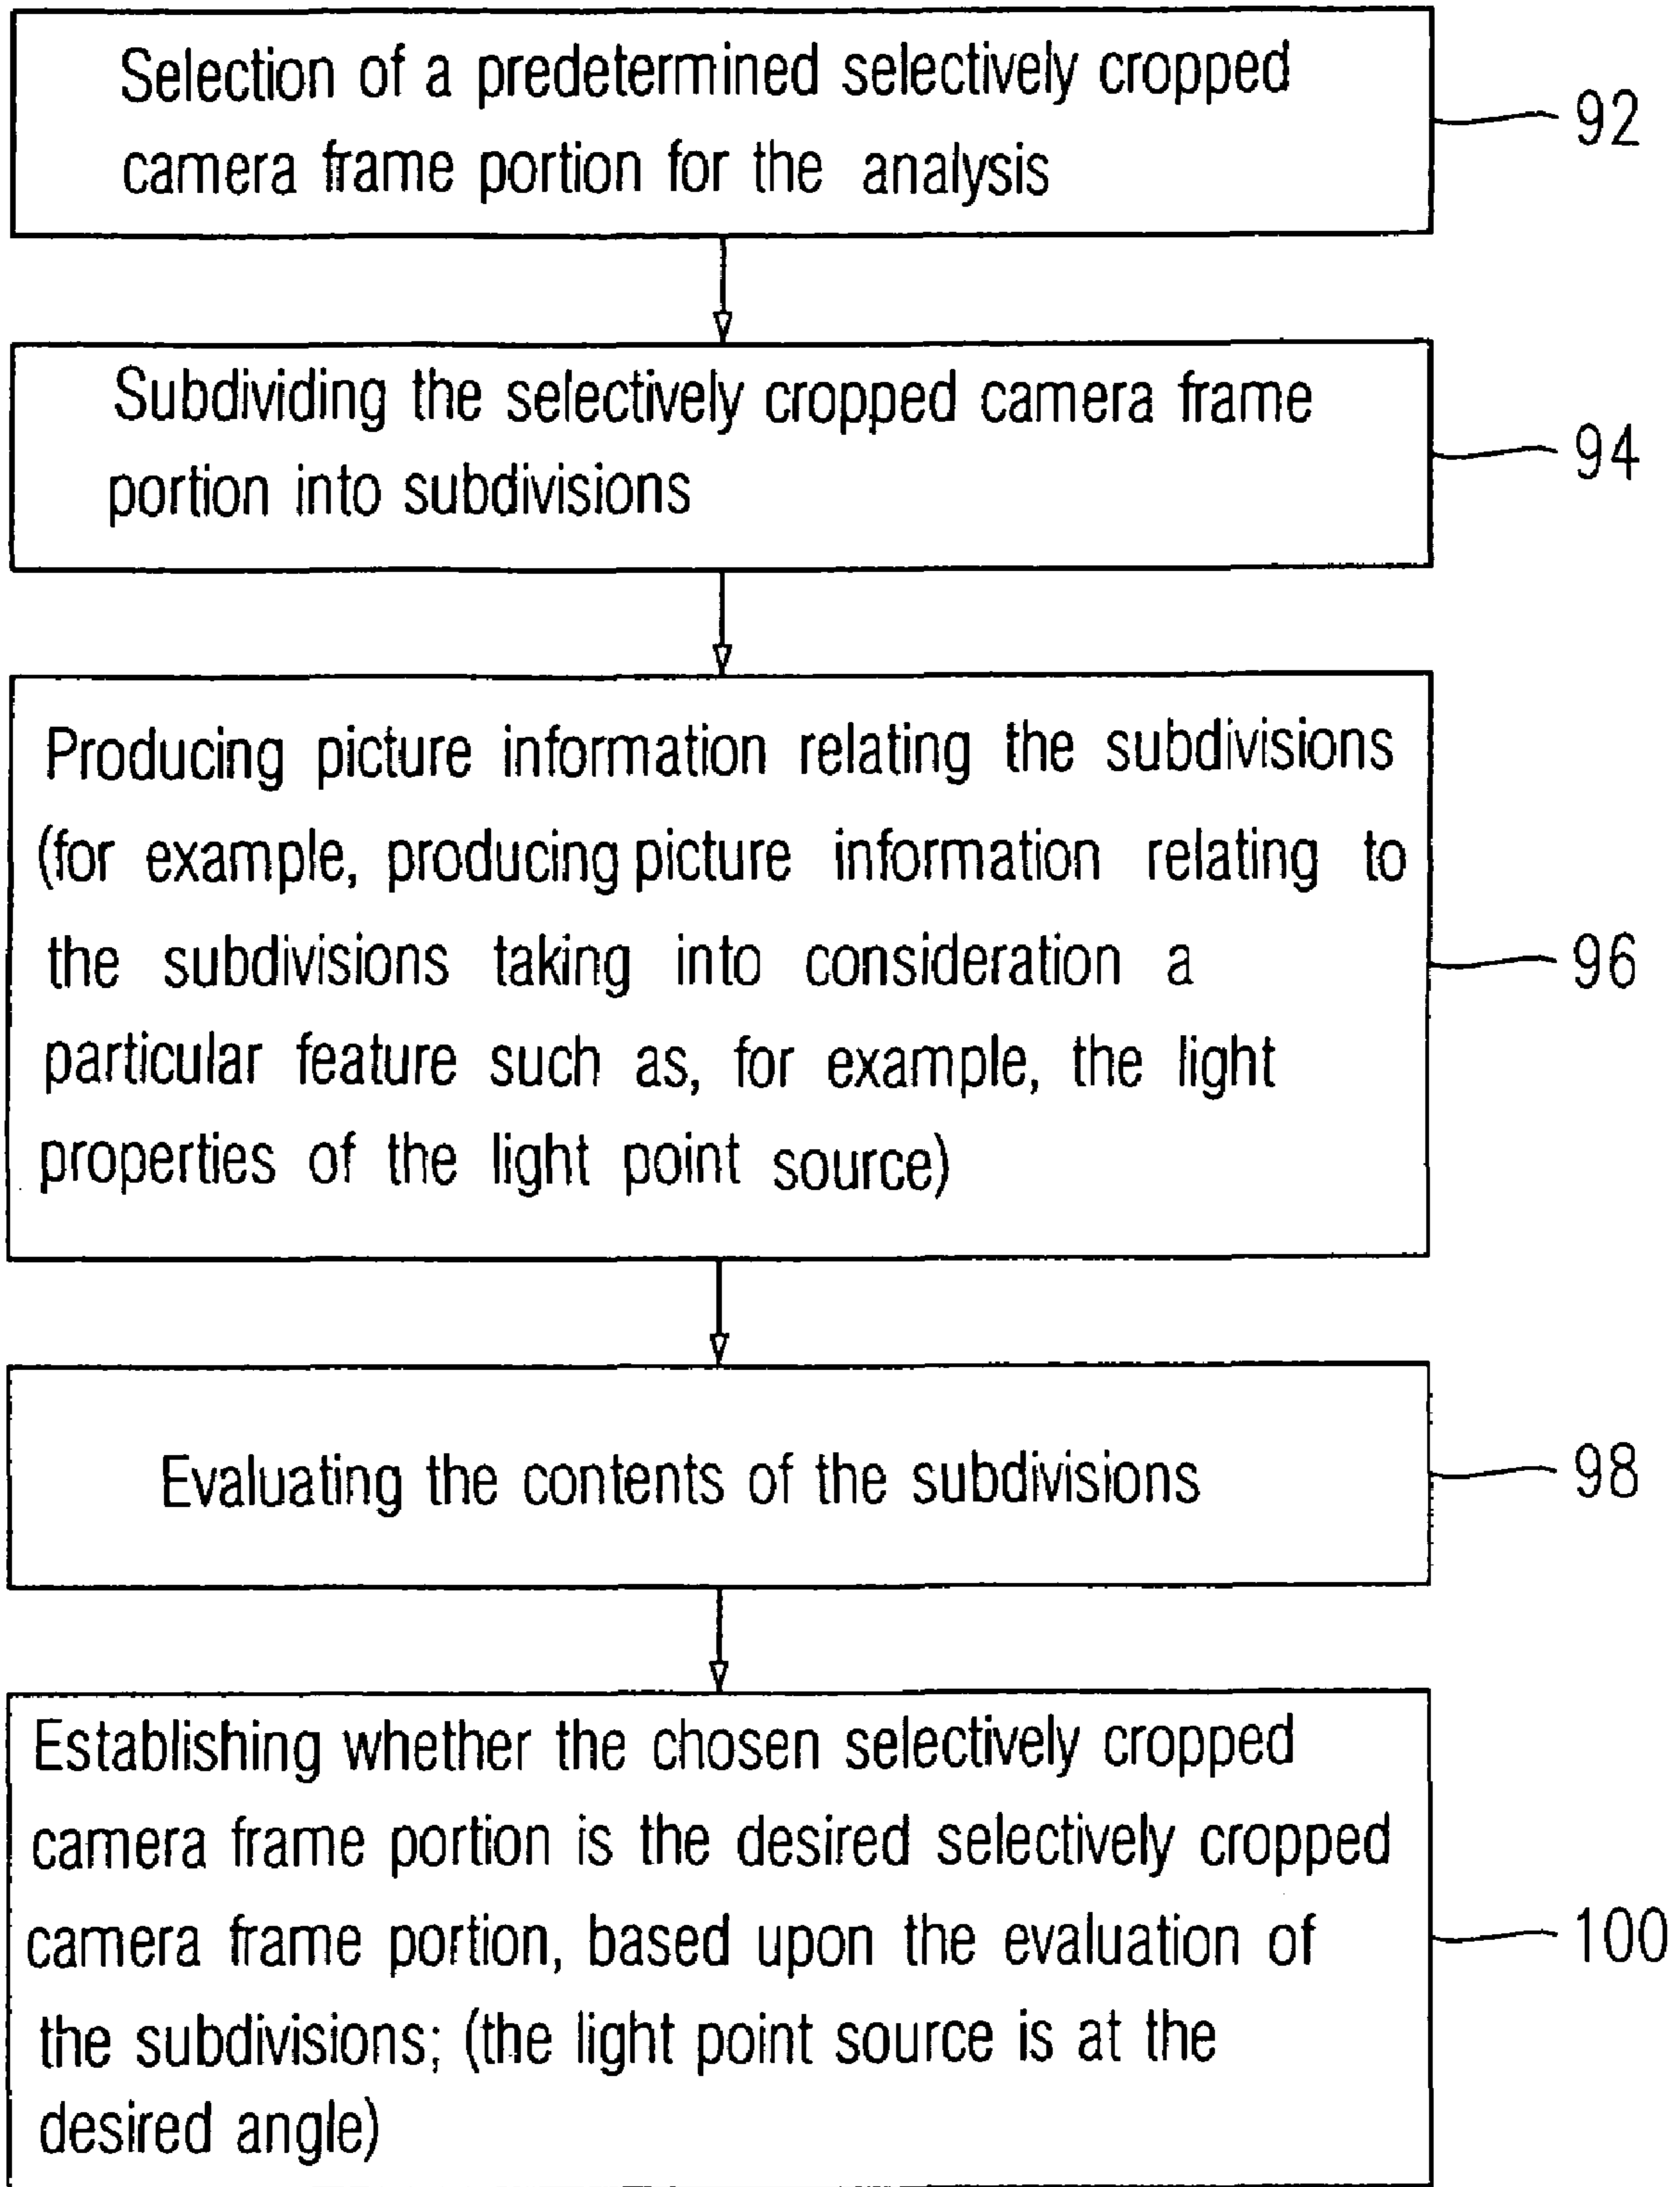 Selection of a predetermined selectively cropped
camera frame portion for the analysis
92
Subdividing the selectively cropped camera frame
portion into subdivisions
94
Producing picture information relating the subdivisions
(for example, producing picture information relating to
the subdivisions taking into consideration a
particular feature such as, for example, the light
properties of the light point source)
96
Evaluating the contents of the subdivisions
98
Establishing whether the chosen selectively cropped
camera frame portion is the desired selectively cropped
camera frame portion, based upon the evaluation of
the subdivisions; (the light point source is at the
desired angle)
100